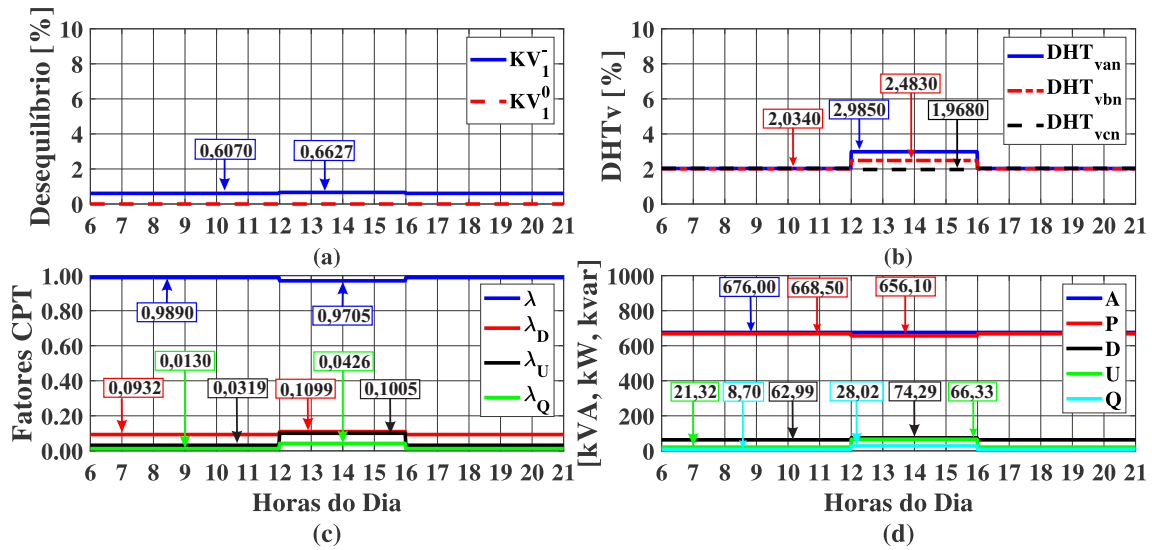 Desequilíbrio [%]
10
8
6
4
2
0
KV₁⁻
KV₁⁰
0,6070
0,6627
6 7 8 9 10 11 12 13 14 15 16 17 18 19 20 21
(a)
DHTv [%]
10
8
6
4
2
0
DHT_van
DHT_vbn
DHT_vcn
2,4830
2,9850
1,9680
2,0340
6 7 8 9 10 11 12 13 14 15 16 17 18 19 20 21
(b)
Fatores CPT
1.00
0.80
0.60
0.40
0.20
0.00
λ
λ_D
λ_U
λ_Q
0,9890
0,9705
0,0130
0,0426
0,0932
0,0319
0,1099
0,1005
6 7 8 9 10 11 12 13 14 15 16 17 18 19 20 21
Horas do Dia
(c)
[kVA, kW, kvar]
1000
800
600
400
200
0
A
P
D
U
Q
676,00
668,50
656,10
21,32
8,70
62,99
28,02
74,29
66,33
6 7 8 9 10 11 12 13 14 15 16 17 18 19 20 21
Horas do Dia
(d)